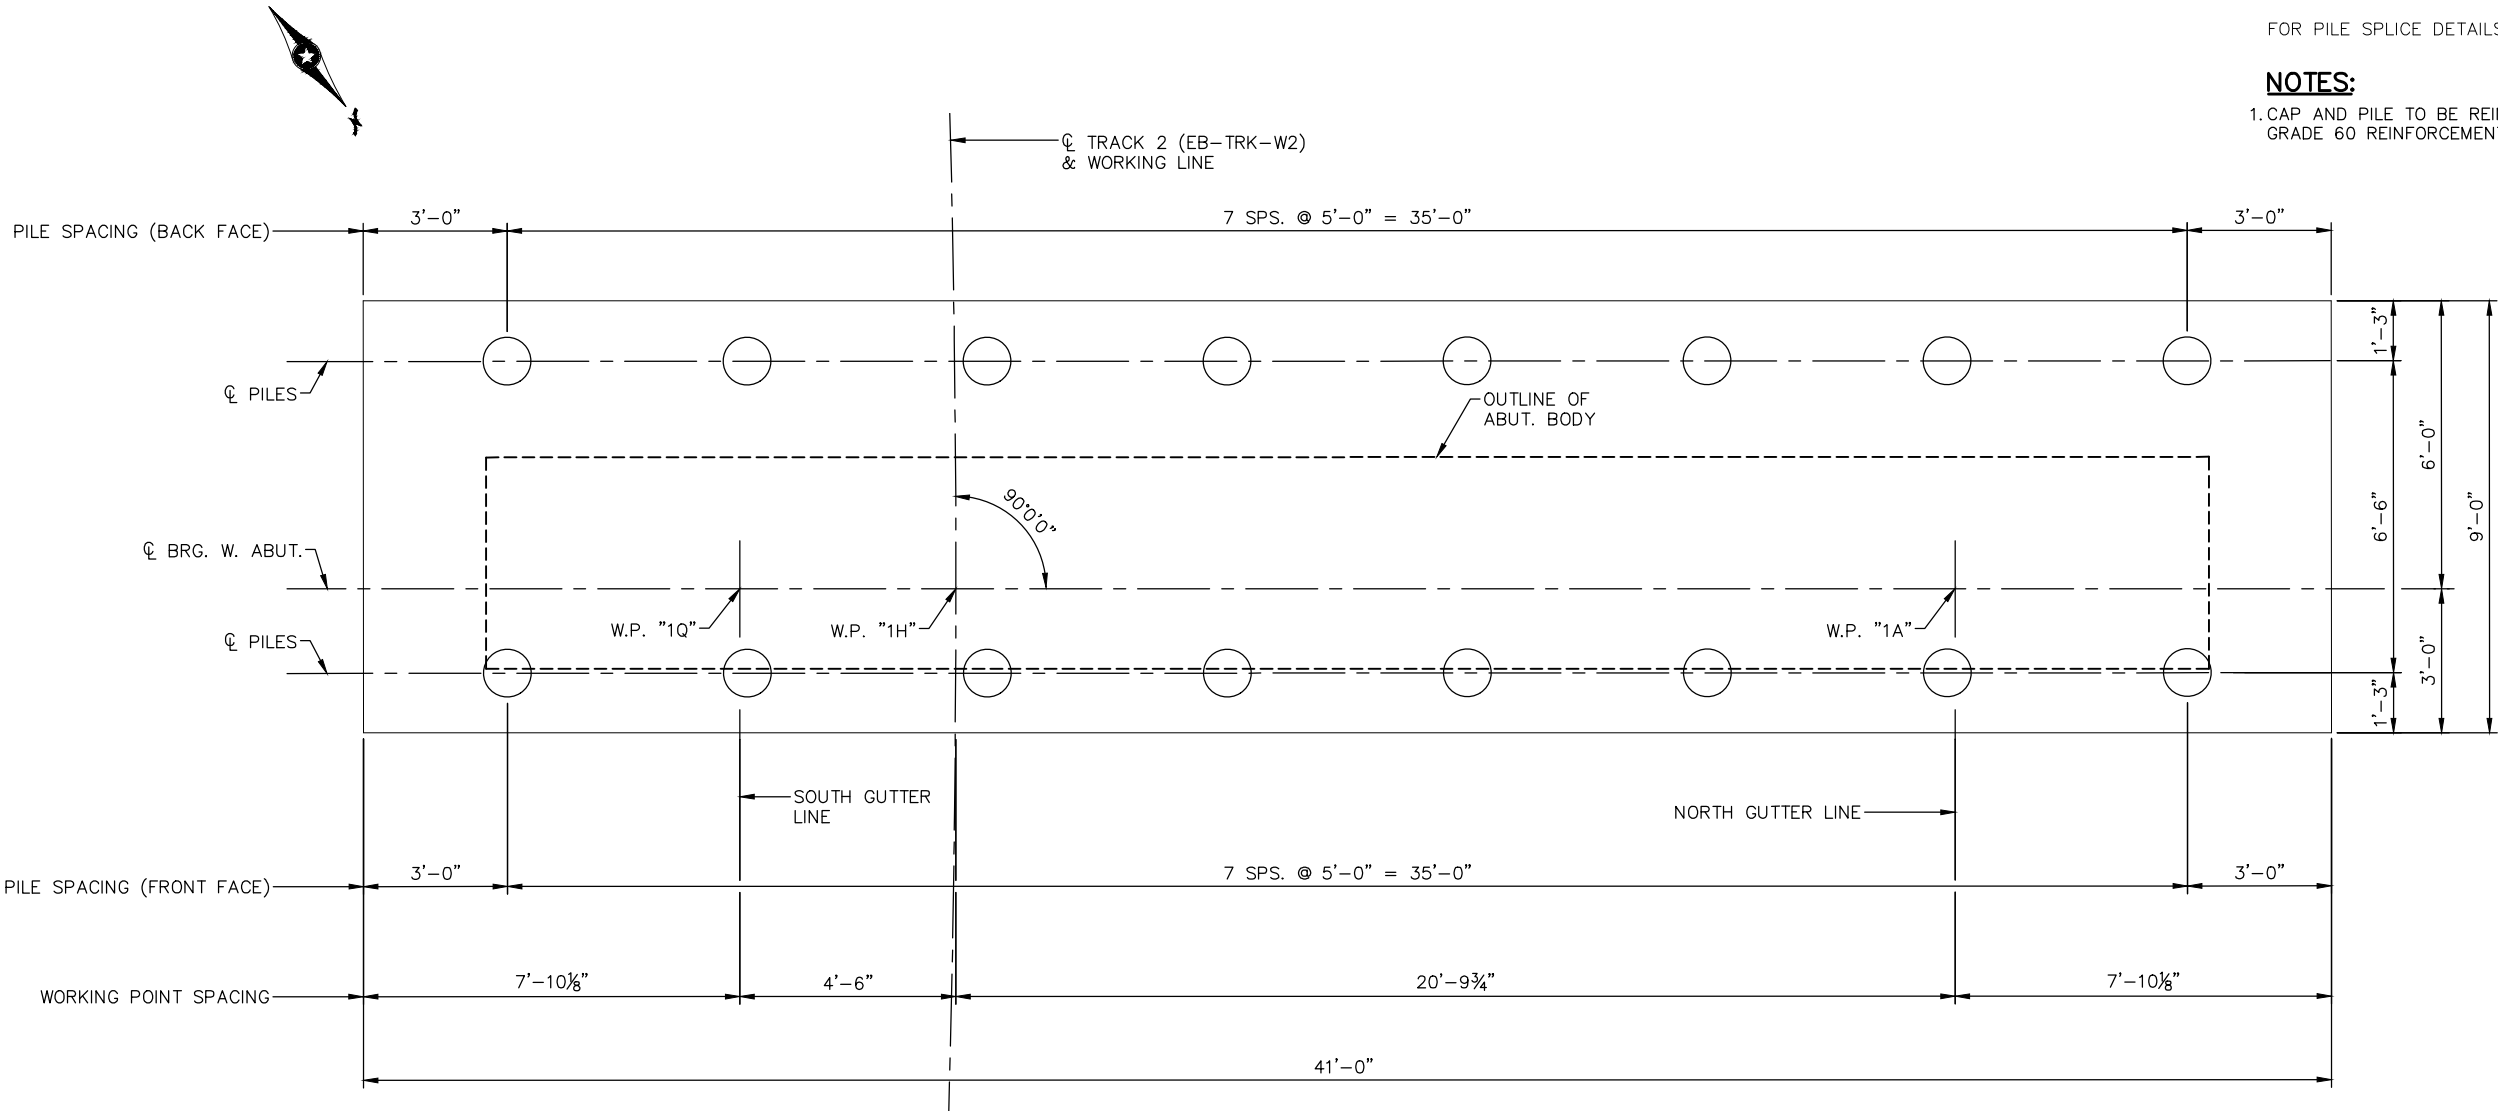 FOR PILE SPLICE DETAILS
NOTES:
1. CAP AND PILE TO BE
GRADE 60
℄ TRACK 2 (EB-TRK-W2)
& WORKING LINE
PILE SPACING (BACK FACE)
3'-0"
7 SPS. @ 5'-0" = 35'-0"
3'-0"
1'-3"
℄ PILES
OUTLINE OF
ABUT. BODY
6'-0"
6'-6"
9'-0"
90°0'0"
℄ BRG. W. ABUT.
W.P. "1Q"
W.P. "1H"
W.P. "1A"
℄ PILES
3'-0"
1'-3"
SOUTH GUTTER
LINE
NORTH GUTTER LINE
PILE SPACING (FRONT FACE)
3'-0"
7 SPS. @ 5'-0" = 35'-0"
3'-0"
WORKING POINT SPACING
7'-10⅛"
4'-6"
20'-9¾"
7'-10⅛"
41'-0"